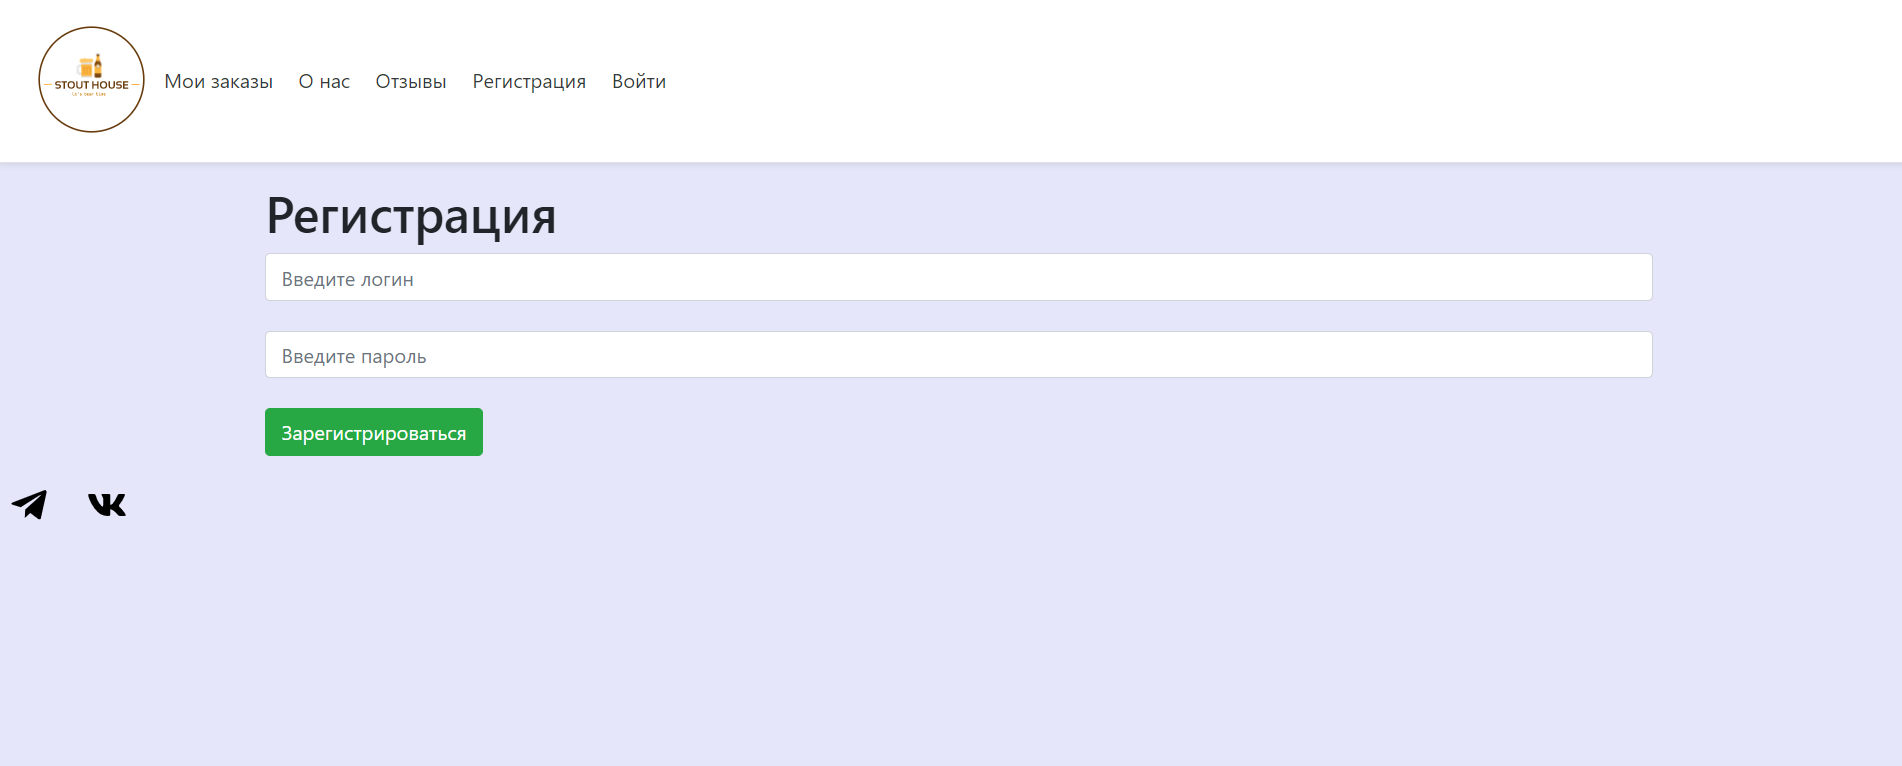 STOUT HOUSE
Мои заказы
О нас
Отзывы
Регистрация
Войти
Регистрация
Введите логин
Введите пароль
Зарегистрироваться